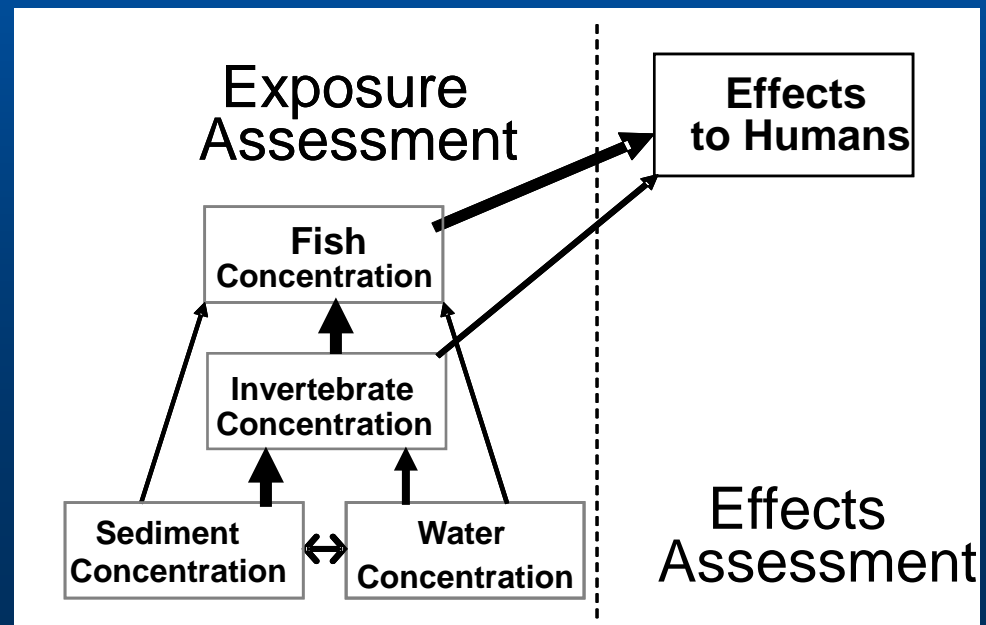 Exposure
Assessment
Effects
to Humans
Fish
Concentration
Invertebrate
Concentration
Sediment
Concentration
Water
Concentration
Effects
Assessment